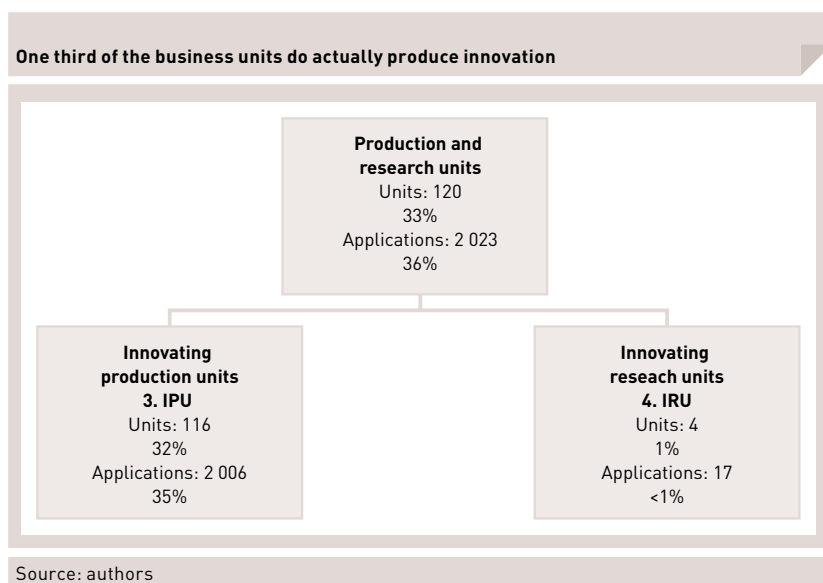 One third of the business units do actually produce innovation
Production and
research units
Units: 120
33%
Applications: 2 023
36%
Innovating
production units
3. IPU
Units: 116
32%
Applications: 2 006
35%
Innovating
reseach units
4. IRU
Units: 4
1%
Applications: 17
<1%
Source: authors